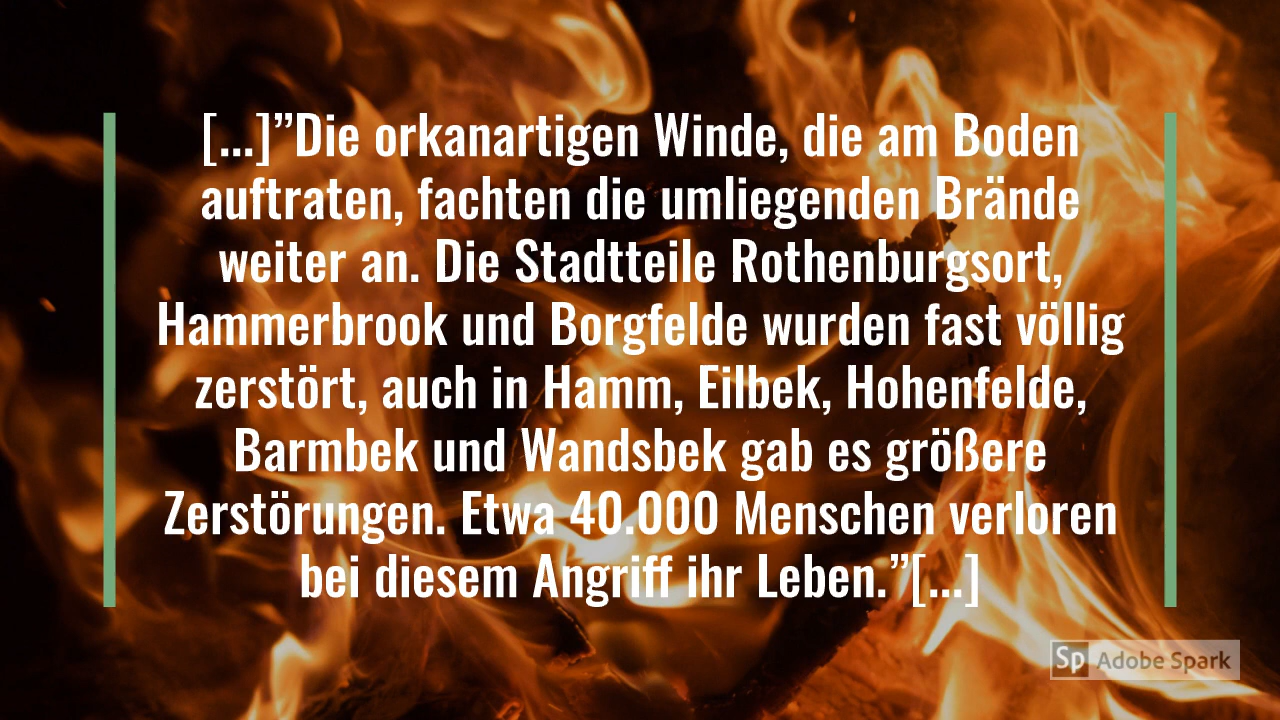 [...]”Die orkanartigen Winde, die am Boden
auftraten, fachten die umliegenden Brände
weiter an. Die Stadtteile Rothenburgsort,
Hammerbrook und Borgfelde wurden fast völlig
zerstört, auch in Hamm, Eilbek, Hohenfelde,
Barmbek und Wandsbek gab es größere
Zerstörungen. Etwa 40.000 Menschen verloren
bei diesem Angriff ihr Leben.”[...]
Sp Adobe Spark